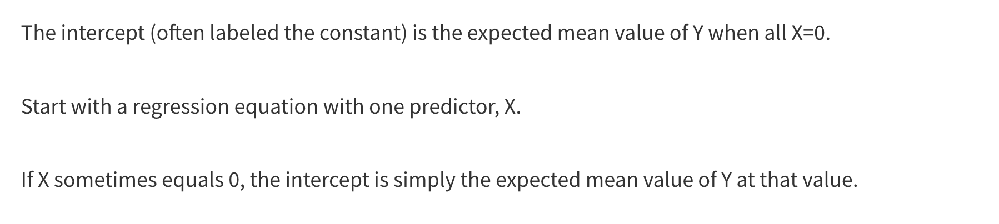 The intercept (often labeled the constant) is the expected mean value of Y when all X=0.
Start with a regression equation with one predictor, X.
If X sometimes equals 0, the intercept is simply the expected mean value of Y at that value.